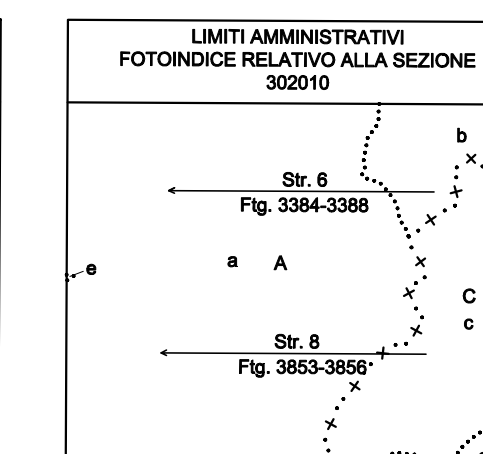 LIMITI AMMINISTRATIVI
FOTOINDICE RELATIVO ALLA SEZIONE
302010
b
Str. 6
Ftg. 3384-3388
a A
e
C
c
Str. 8
Ftg. 3853-3856